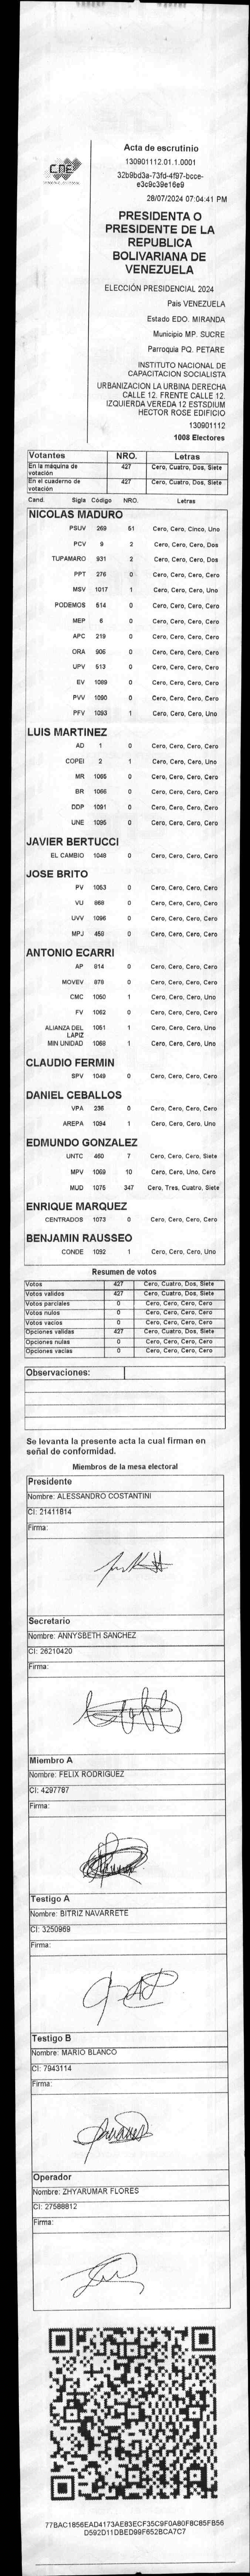 CNE
Acta de escrutinio
130901112.01.1.0001
32b9bd3a-73fd-4f97-bcce-
e3c9c39e16e9
28/07/2024 07:04:41 PM
PRESIDENTA O
PRESIDENTE DE LA
REPUBLICA
BOLIVARIANA DE
VENEZUELA
ELECCIÓN PRESIDENCIAL 2024
País VENEZUELA
Estado EDO. MIRANDA
Municipio MP. SUCRE
Parroquia PQ. PETARE
INSTITUTO NACIONAL DE
CAPACITACION SOCIALISTA
URBANIZACION LA URBINA DERECHA
CALLE 12. FRENTE CALLE 12.
IZQUIERDA VEREDA 12 ESTSDIUM
HECTOR ROSE EDIFICIO
130901112
1008 Electores
Votantes NRO. Letras
En la máquina de votación 427 Cero, Cuatro, Dos, Siete
En el cuaderno de votación 427 Cero, Cuatro, Dos, Siete
Cand. Sigla Código NRO. Letras
NICOLAS MADURO
PSUV 269 51 Cero, Cero, Cinco, Uno
PCV 9 2 Cero, Cero, Cero, Dos
TUPAMARO 931 2 Cero, Cero, Cero, Dos
PPT 276 0 Cero, Cero, Cero, Cero
MSV 1017 1 Cero, Cero, Cero, Uno
PODEMOS 514 0 Cero, Cero, Cero, Cero
MEP 6 0 Cero, Cero, Cero, Cero
APC 219 0 Cero, Cero, Cero, Cero
ORA 906 0 Cero, Cero, Cero, Cero
UPV 513 0 Cero, Cero, Cero, Cero
EV 1089 0 Cero, Cero, Cero, Cero
PVV 1090 0 Cero, Cero, Cero, Cero
PFV 1093 1 Cero, Cero, Cero, Uno
LUIS MARTINEZ
AD 1 0 Cero, Cero, Cero, Cero
COPEI 2 1 Cero, Cero, Cero, Uno
MR 1065 0 Cero, Cero, Cero, Cero
BR 1066 0 Cero, Cero, Cero, Cero
DDP 1091 0 Cero, Cero, Cero, Cero
UNE 1095 0 Cero, Cero, Cero, Cero
JAVIER BERTUCCI
EL CAMBIO 1048 0 Cero, Cero, Cero, Cero
JOSE BRITO
PV 1053 0 Cero, Cero, Cero, Cero
VU 868 0 Cero, Cero, Cero, Cero
UVV 1096 0 Cero, Cero, Cero, Cero
MPJ 458 0 Cero, Cero, Cero, Cero
ANTONIO ECARRI
AP 814 0 Cero, Cero, Cero, Cero
MOVEV 878 0 Cero, Cero, Cero, Cero
CMC 1050 1 Cero, Cero, Cero, Uno
FV 1062 0 Cero, Cero, Cero, Cero
ALIANZA DEL LAPIZ 1051 1 Cero, Cero, Cero, Uno
MIN UNIDAD 1068 1 Cero, Cero, Cero, Uno
CLAUDIO FERMIN
SPV 1049 0 Cero, Cero, Cero, Cero
DANIEL CEBALLOS
VPA 236 0 Cero, Cero, Cero, Cero
AREPA 1094 1 Cero, Cero, Cero, Uno
EDMUNDO GONZALEZ
UNTC 460 7 Cero, Cero, Cero, Siete
MPV 1069 10 Cero, Cero, Uno, Cero
MUD 1075 347 Cero, Tres, Cuatro, Siete
ENRIQUE MARQUEZ
CENTRADOS 1073 0 Cero, Cero, Cero, Cero
BENJAMIN RAUSSEO
CONDE 1092 1 Cero, Cero, Cero, Uno
Resumen de votos
Votos 427 Cero, Cuatro, Dos, Siete
Votos validos 427 Cero, Cuatro, Dos, Siete
Votos parciales 0 Cero, Cero, Cero, Cero
Votos nulos 0 Cero, Cero, Cero, Cero
Votos vacios 0 Cero, Cero, Cero, Cero
Opciones validas 427 Cero, Cuatro, Dos, Siete
Opciones nulas 0 Cero, Cero, Cero, Cero
Opciones vacias 0 Cero, Cero, Cero, Cero
Observaciones:
Se levanta la presente acta la cual firman en
señal de conformidad.
Miembros de la mesa electoral
Presidente
Nombre: ALESSANDRO COSTANTINI
CI: 21411814
Firma:
Secretario
Nombre: ANNYSBETH SANCHEZ
CI: 26210420
Firma:
Miembro A
Nombre: FELIX RODRIGUEZ
CI: 4297787
Firma:
Testigo A
Nombre: BITRIZ NAVARRETE
CI: 3250969
Firma:
Testigo B
Nombre: MARIO BLANCO
CI: 7943114
Firma:
Operador
Nombre: ZHYARUMAR FLORES
CI: 27588812
Firma:
77BAC1856EAD4173AE83ECF35C9F0A80F8C85FB56
D592D11DBED99F652BCA7C7